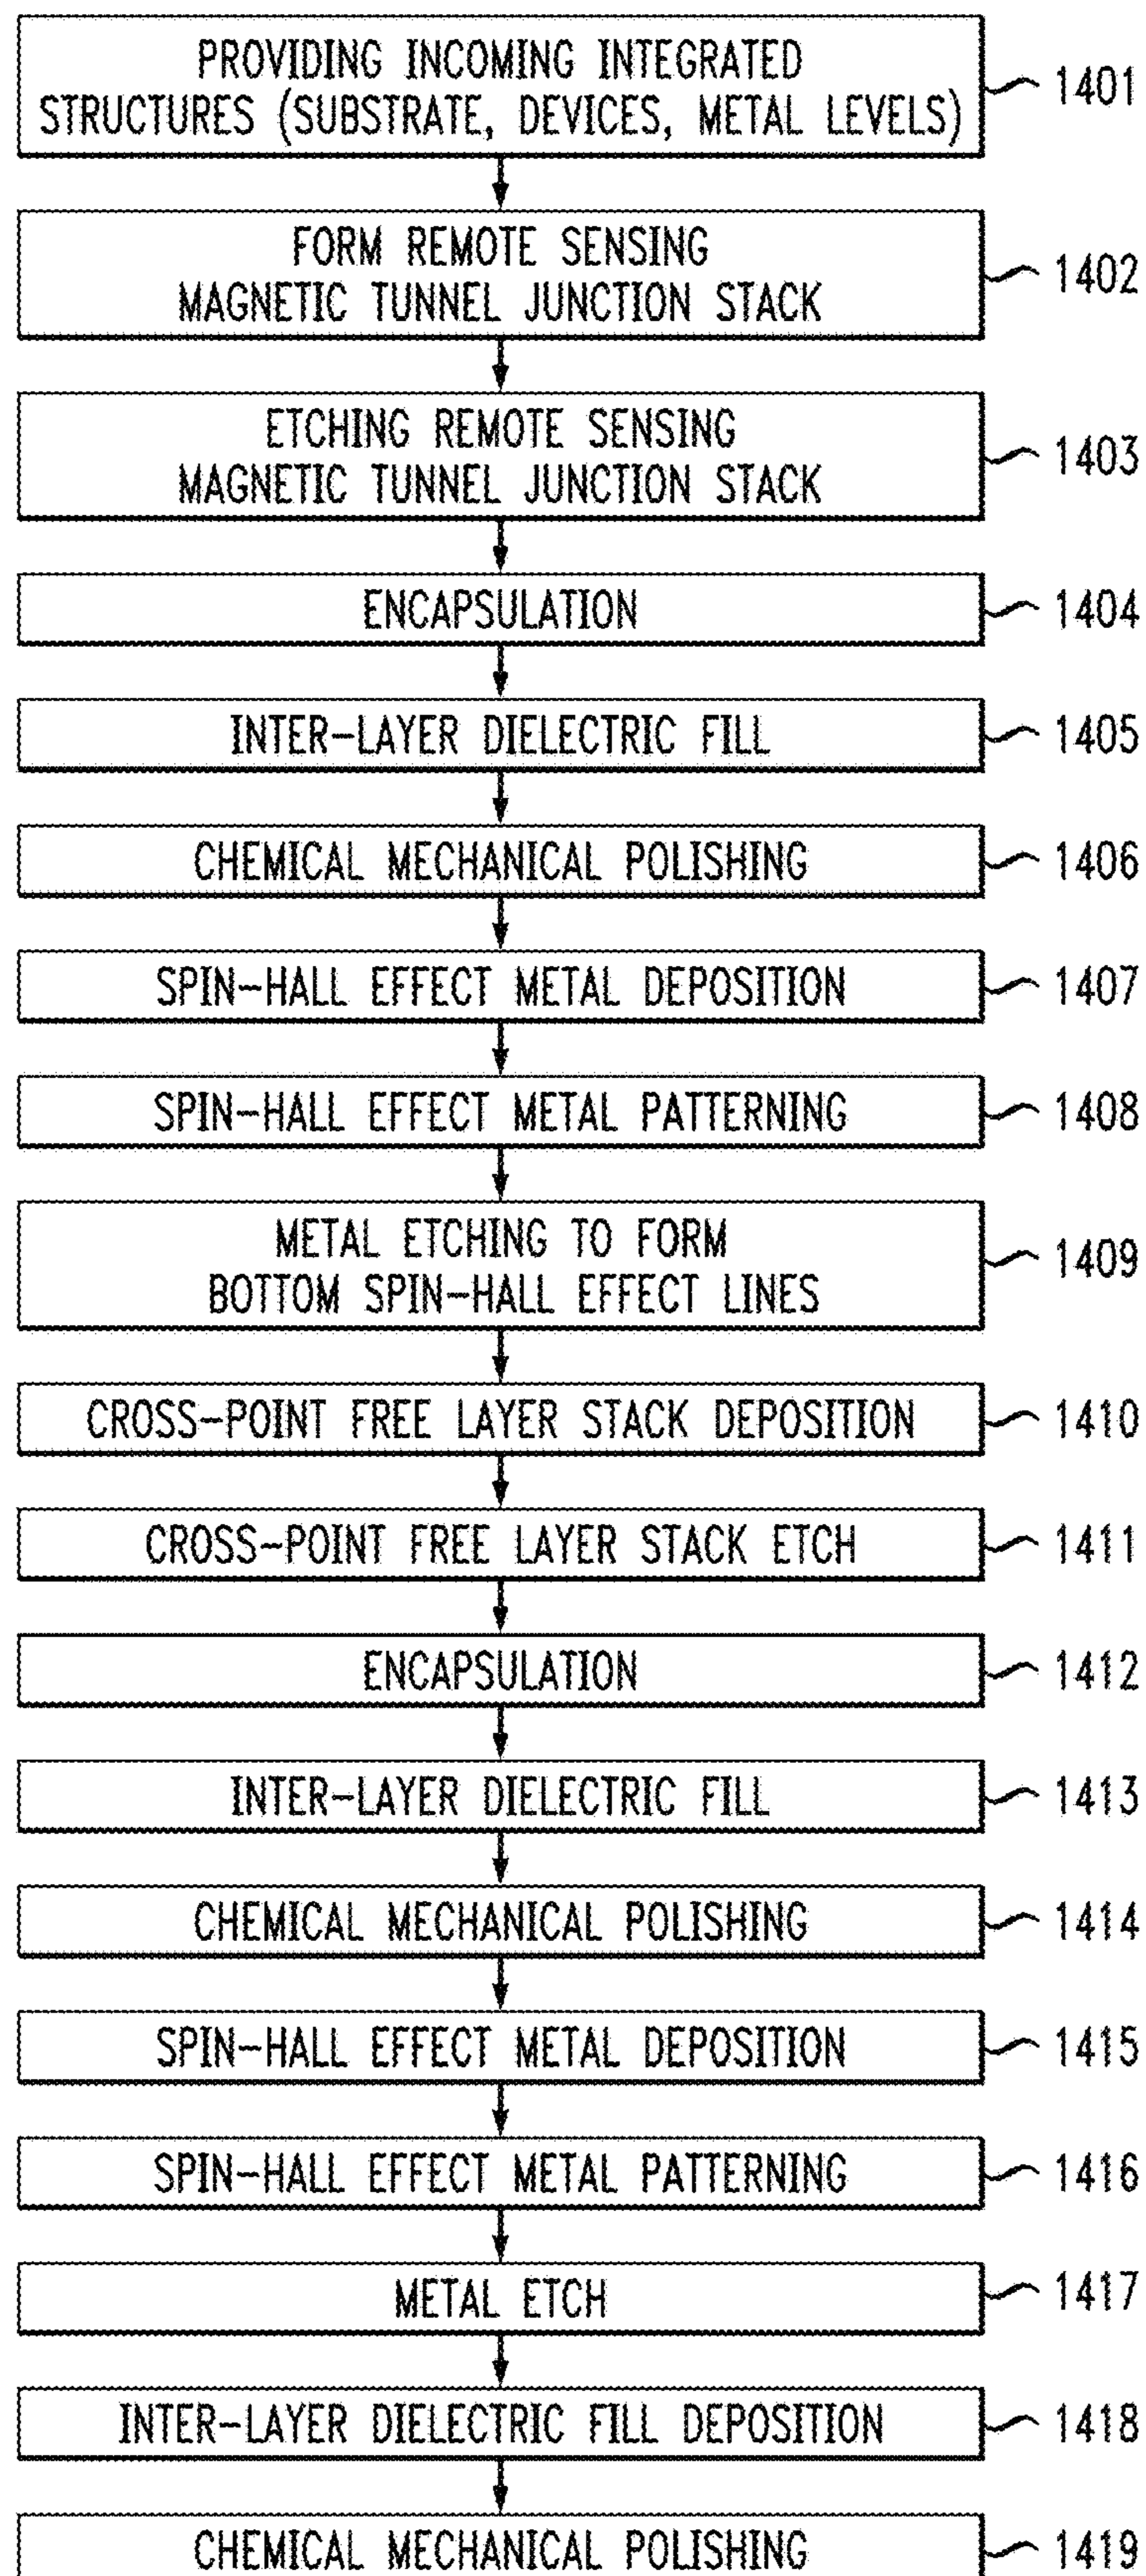 PROVIDING INCOMING INTEGRATED
STRUCTURES (SUBSTRATE, DEVICES, METAL LEVELS)
1401
FORM REMOTE SENSING
MAGNETIC TUNNEL JUNCTION STACK
1402
ETCHING REMOTE SENSING
MAGNETIC TUNNEL JUNCTION STACK
1403
ENCAPSULATION
1404
INTER-LAYER DIELECTRIC FILL
1405
CHEMICAL MECHANICAL POLISHING
1406
SPIN-HALL EFFECT METAL DEPOSITION
1407
SPIN-HALL EFFECT METAL PATTERNING
1408
METAL ETCHING TO FORM
BOTTOM SPIN-HALL EFFECT LINES
1409
CROSS-POINT FREE LAYER STACK DEPOSITION
1410
CROSS-POINT FREE LAYER STACK ETCH
1411
ENCAPSULATION
1412
INTER-LAYER DIELECTRIC FILL
1413
CHEMICAL MECHANICAL POLISHING
1414
SPIN-HALL EFFECT METAL DEPOSITION
1415
SPIN-HALL EFFECT METAL PATTERNING
1416
METAL ETCH
1417
INTER-LAYER DIELECTRIC FILL DEPOSITION
1418
CHEMICAL MECHANICAL POLISHING
1419